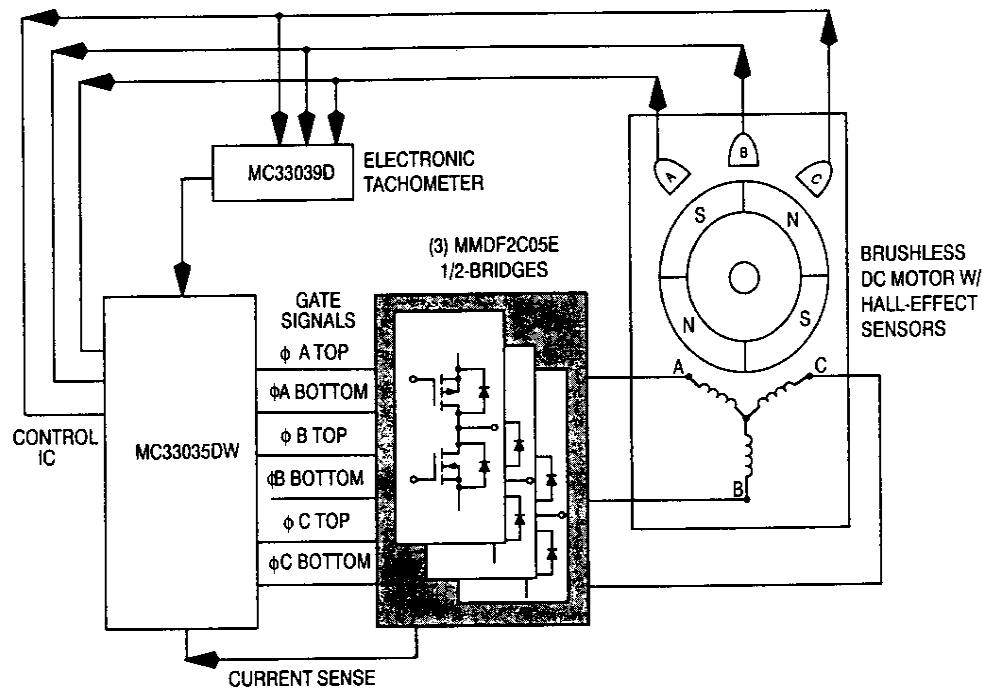 MC33039D
ELECTRONIC
TACHOMETER
A
B
C
S
N
N
S
BRUSHLESS
DC MOTOR W/
HALL-EFFECT
SENSORS
(3) MMDF2C05E
1/2-BRIDGES
GATE
SIGNALS
ϕ A TOP
ϕA BOTTOM
ϕ B TOP
ϕB BOTTOM
ϕ C TOP
ϕC BOTTOM
A
C
B
CONTROL
IC
MC33035DW
CURRENT SENSE